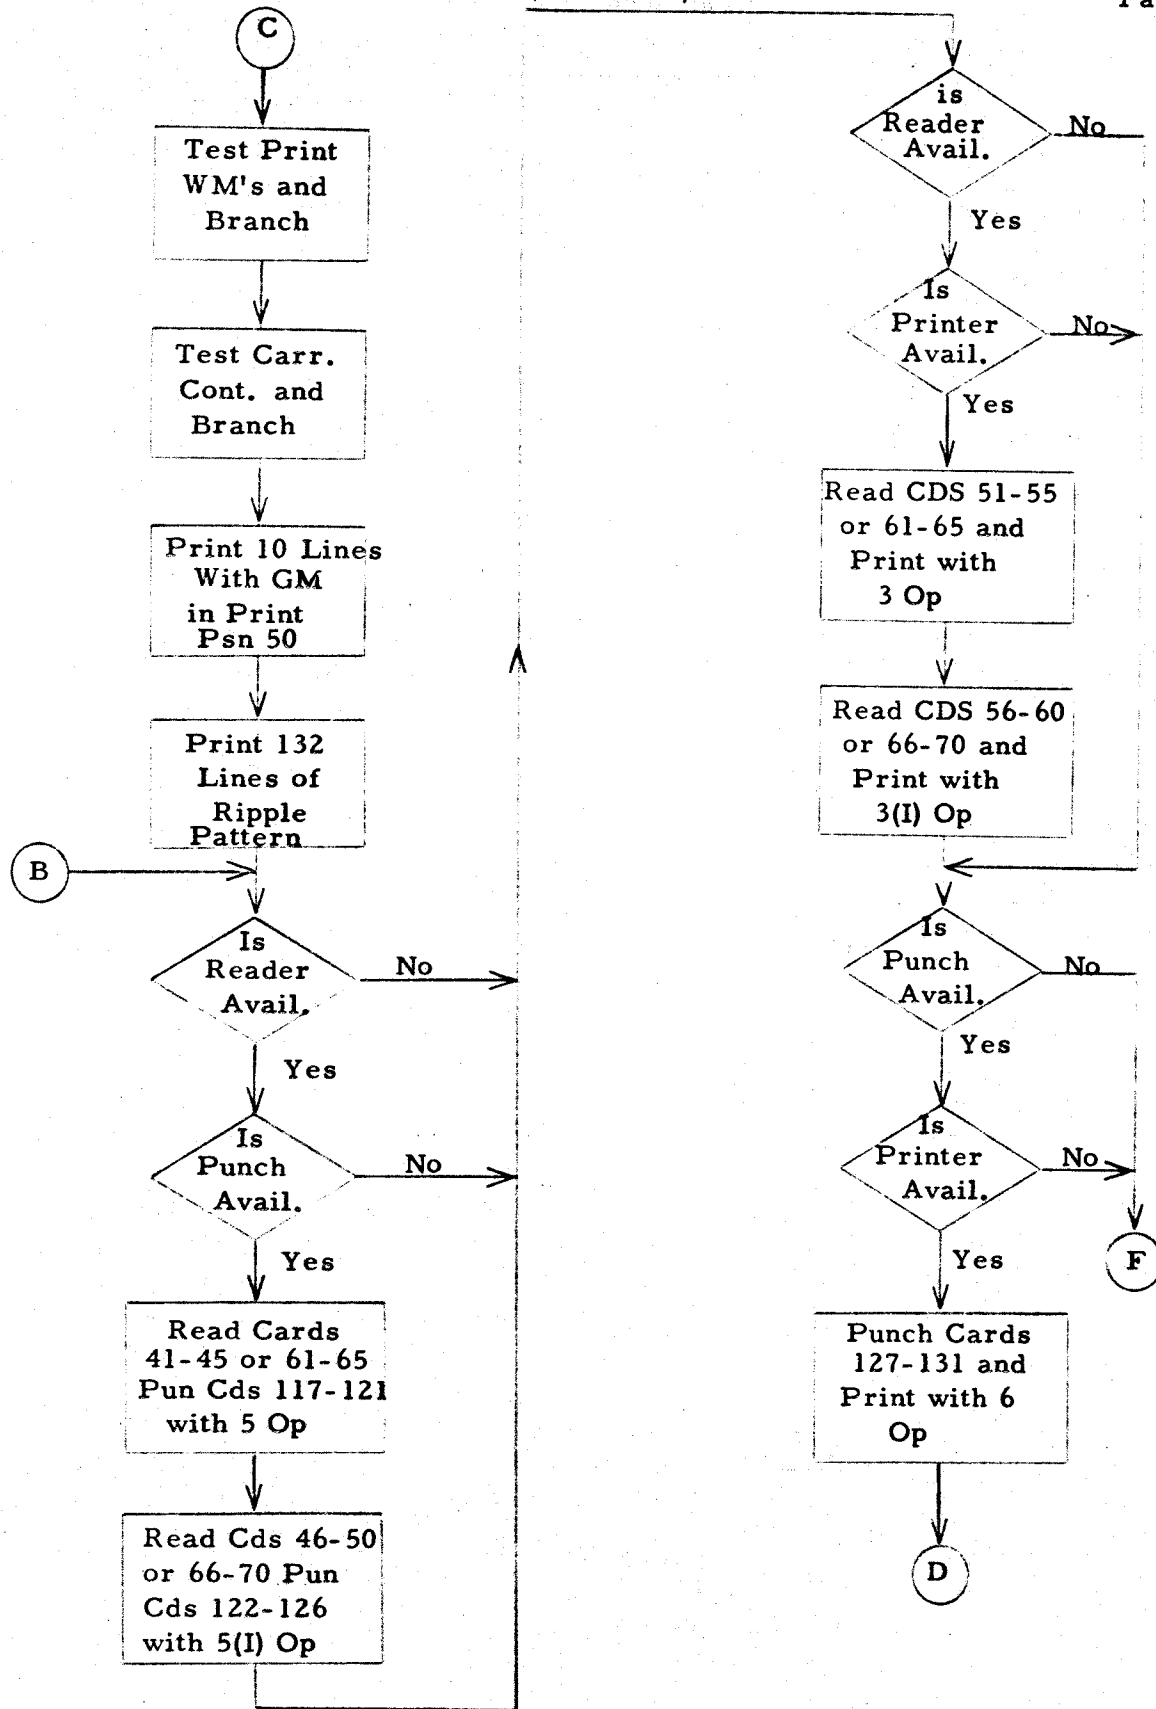 Pa
C
Test Print
WM's and
Branch
Test Carr.
Cont. and
Branch
Print 10 Lines
With GM
in Print
Psn 50
Print 132
Lines of
Ripple
Pattern
B
Is
Reader
Avail.
No
Yes
Is
Punch
Avail.
No
Yes
Read Cards
41-45 or 61-65
Pun Cds 117-121
with 5 Op
Read Cds 46-50
or 66-70 Pun
Cds 122-126
with 5(I) Op
is
Reader
Avail.
No
Yes
Is
Printer
Avail.
No
Yes
Read CDS 51-55
or 61-65 and
Print with
3 Op
Read CDS 56-60
or 66-70 and
Print with
3(I) Op
Is
Punch
Avail.
No
Yes
Is
Printer
Avail.
No
Yes
F
Punch Cards
127-131 and
Print with 6
Op
D